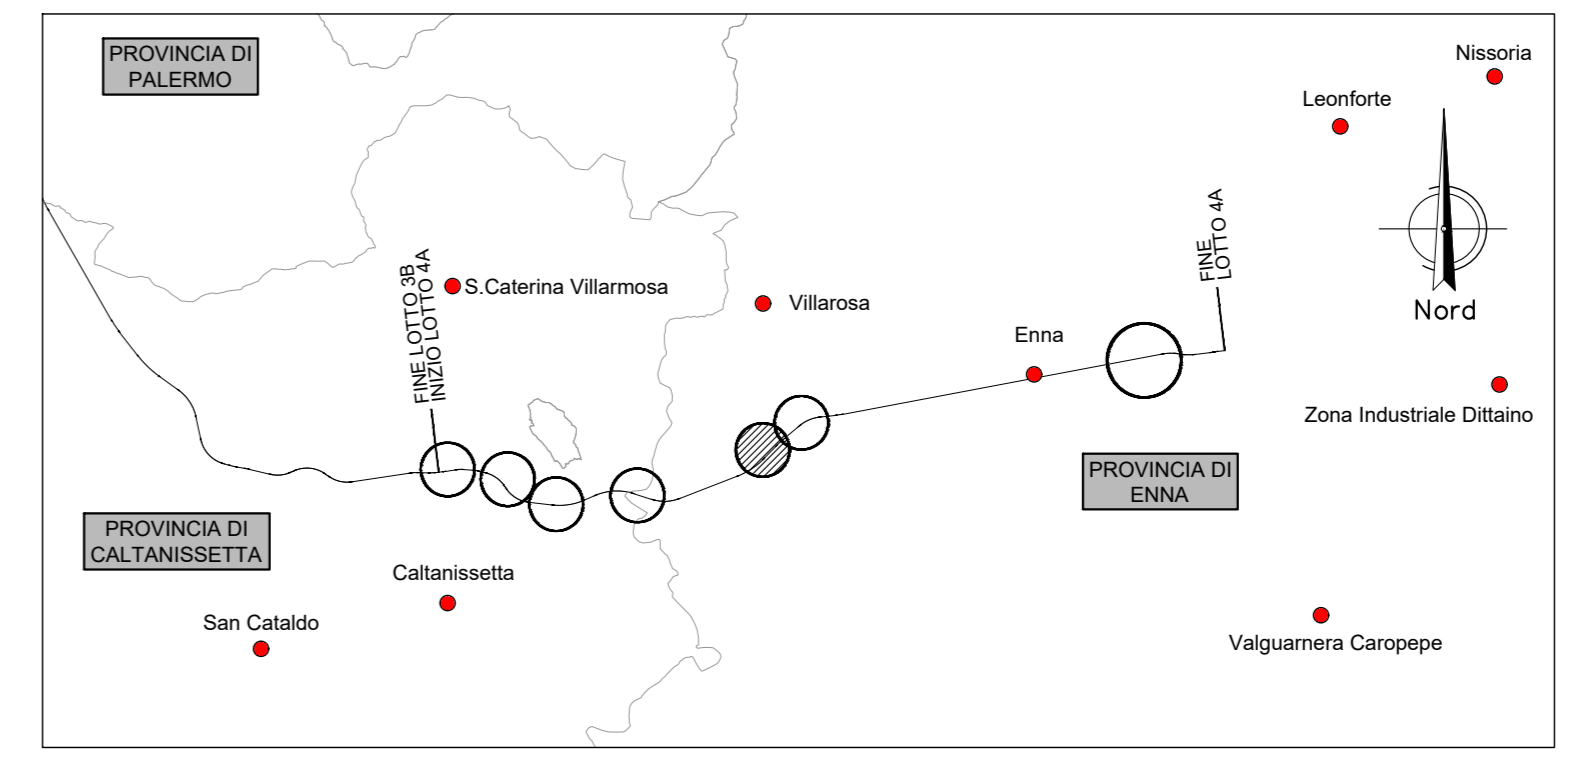 PROVINCIA DI
PALERMO
Nissoria
Leonforte
FINE
LOTTO 4A
FINE LOTTO 3B
INIZIO LOTTO 4A
S.Caterina Villarmosa
Villarosa
Nord
Enna
Zona Industriale Dittaino
PROVINCIA DI
ENNA
PROVINCIA DI
CALTANISSETTA
Caltanissetta
San Cataldo
Valguarnera Caropepe